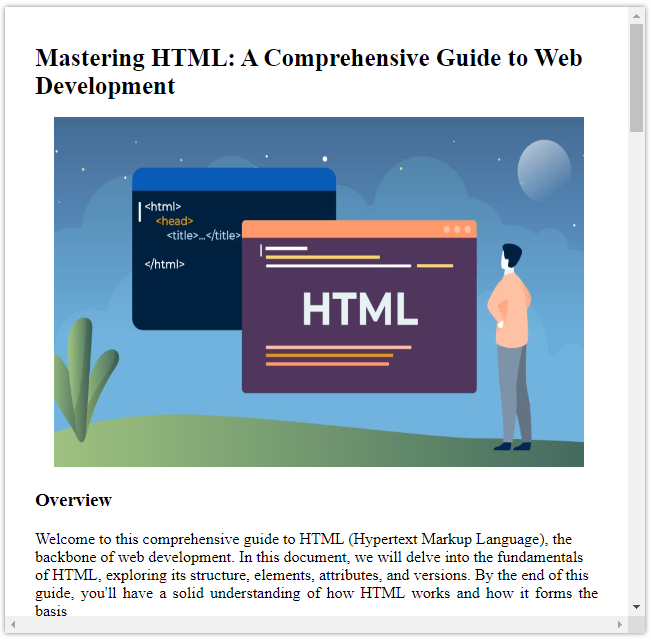 Mastering HTML: A Comprehensive Guide to Web
Development
<html>
<head>
<title>...</title>
</html>
HTML
Overview
Welcome to this comprehensive guide to HTML (Hypertext Markup Language), the
backbone of web development. In this document, we will delve into the fundamentals
of HTML, exploring its structure, elements, attributes, and versions. By the end of this
guide, you'll have a solid understanding of how HTML works and how it forms the
basis